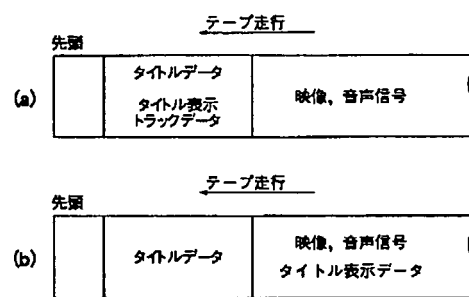 テープ走行
先頭
(a)
タイトルデータ
タイトル表示
トラックデータ
映像，音声信号
テープ走行
先頭
(b)
タイトルデータ
映像，音声信号
タイトル表示データ